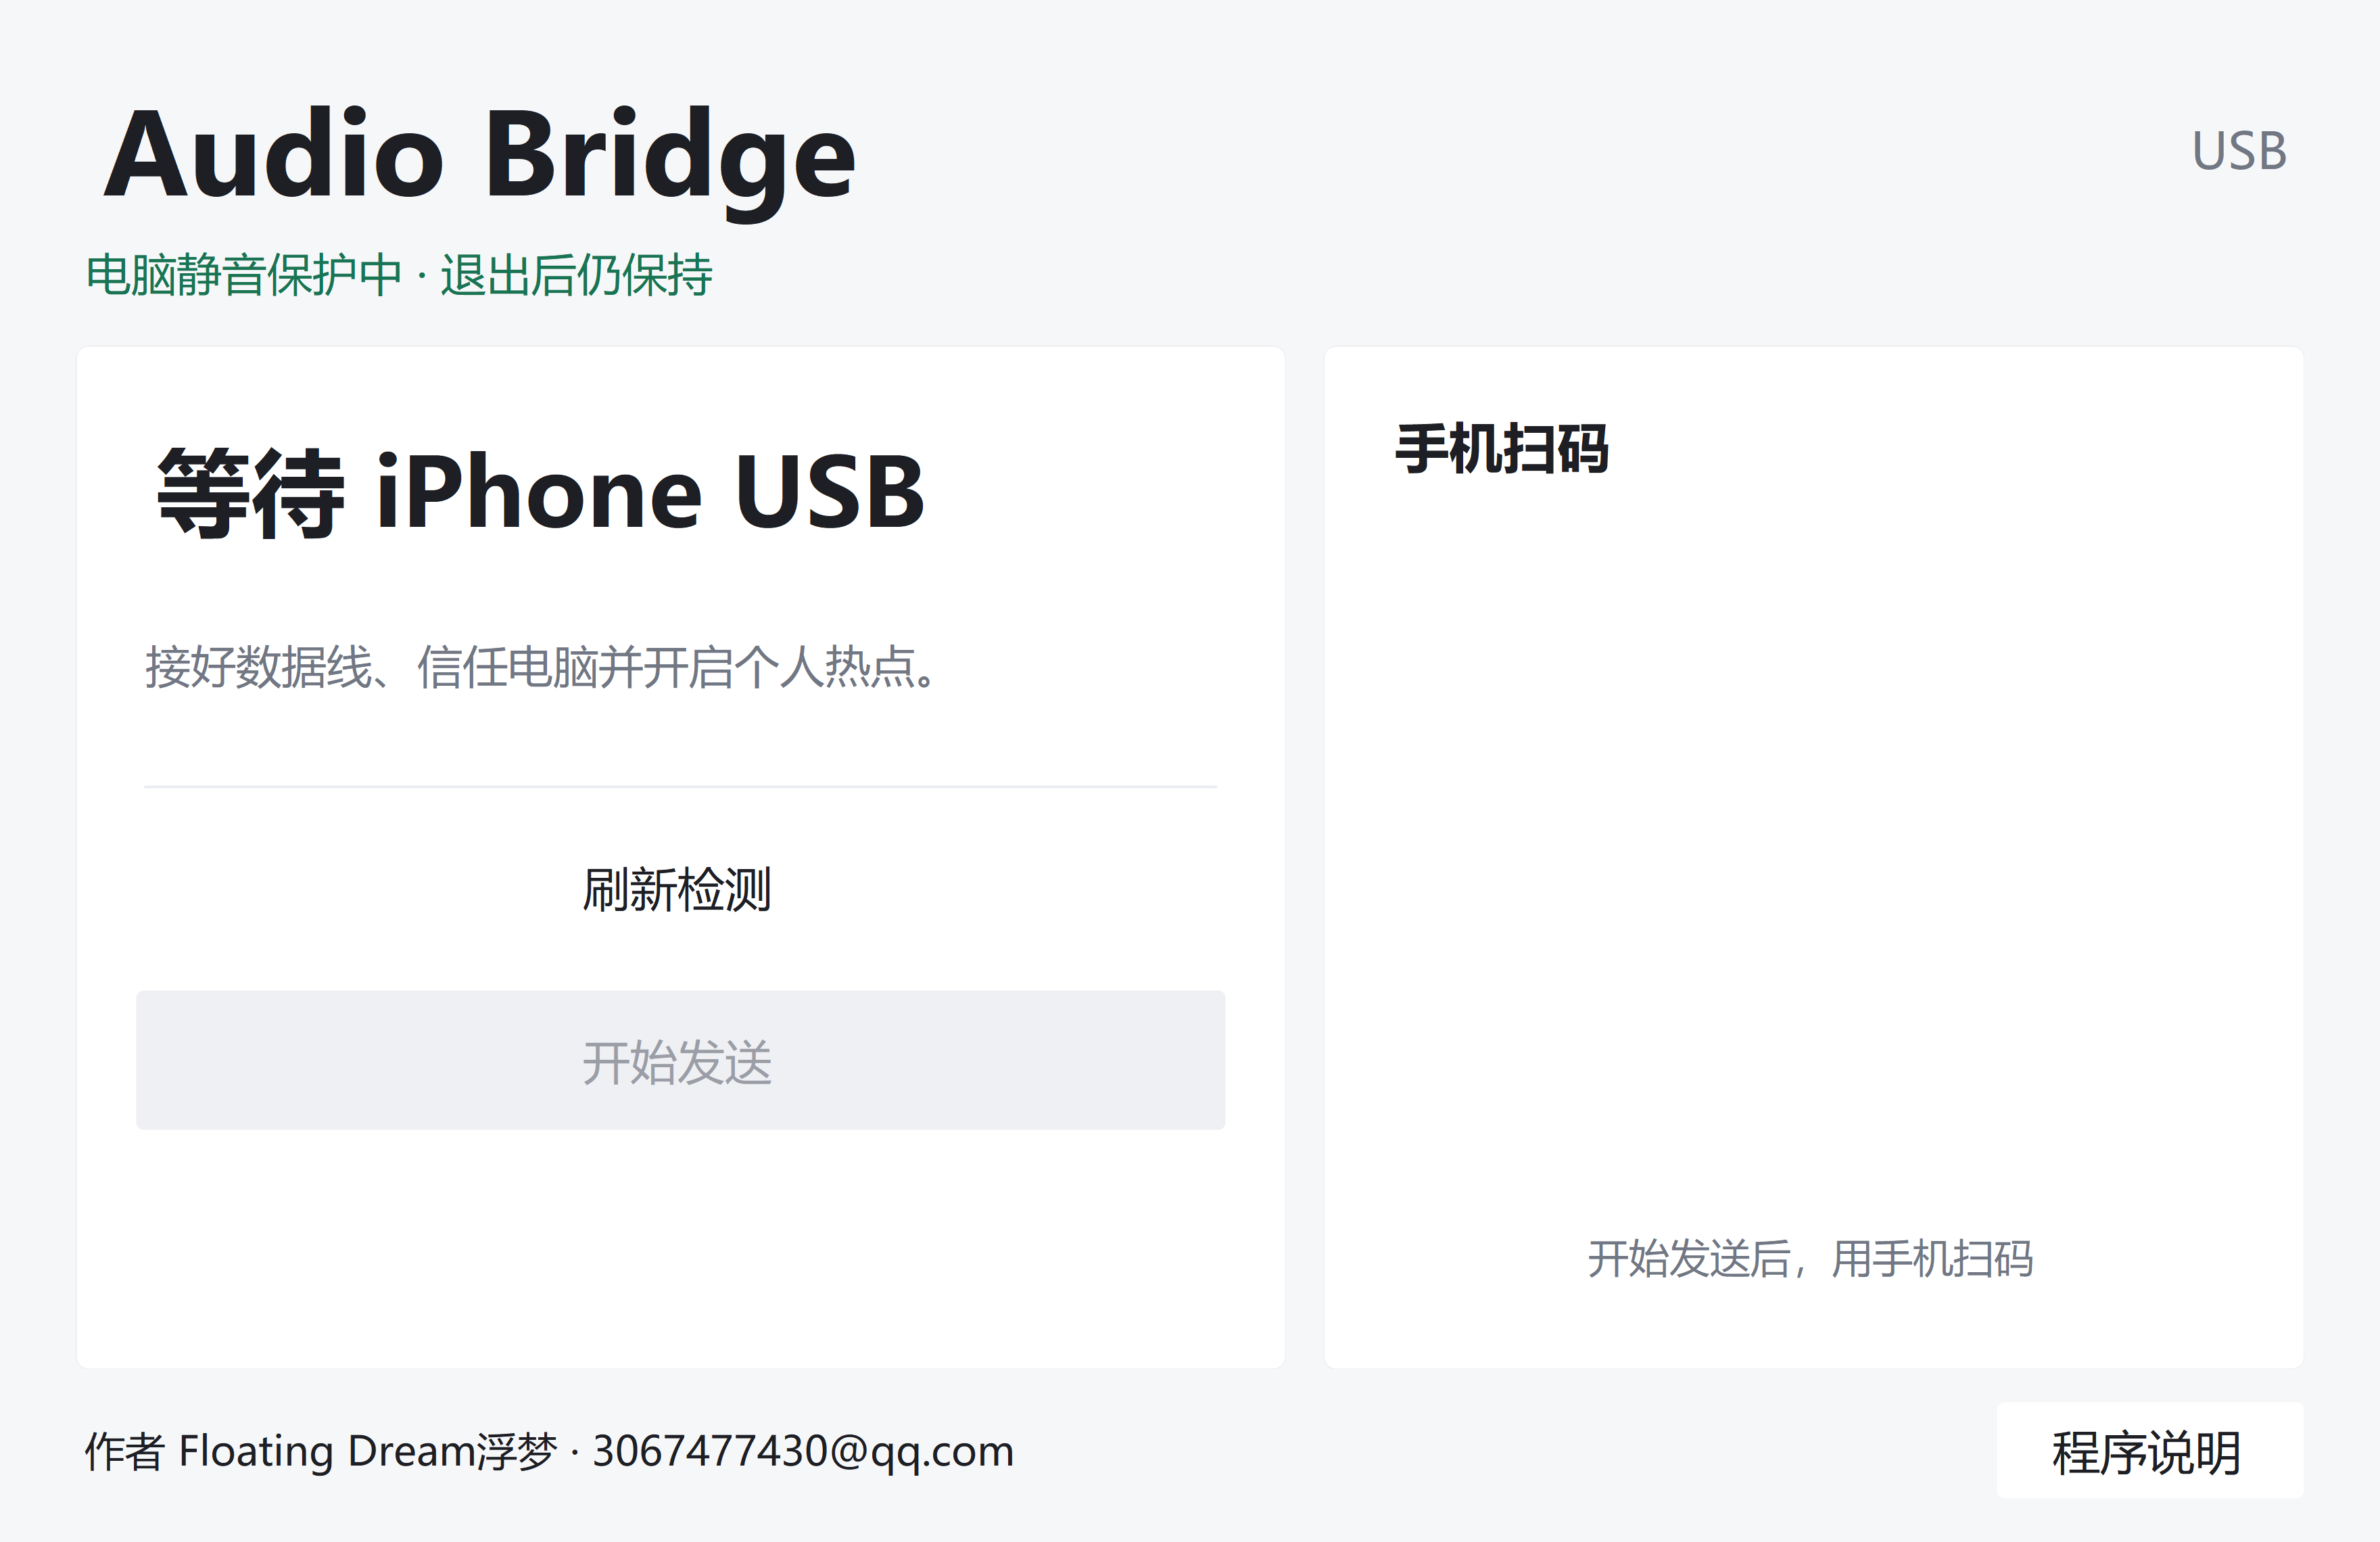 Audio Bridge
USB
电脑静音保护中 · 退出后仍保持
等待 iPhone USB
接好数据线、信任电脑并开启个人热点。
刷新检测
开始发送
手机扫码
开始发送后，用手机扫码
作者 Floating Dream浮梦 · 3067477430@qq.com
程序说明